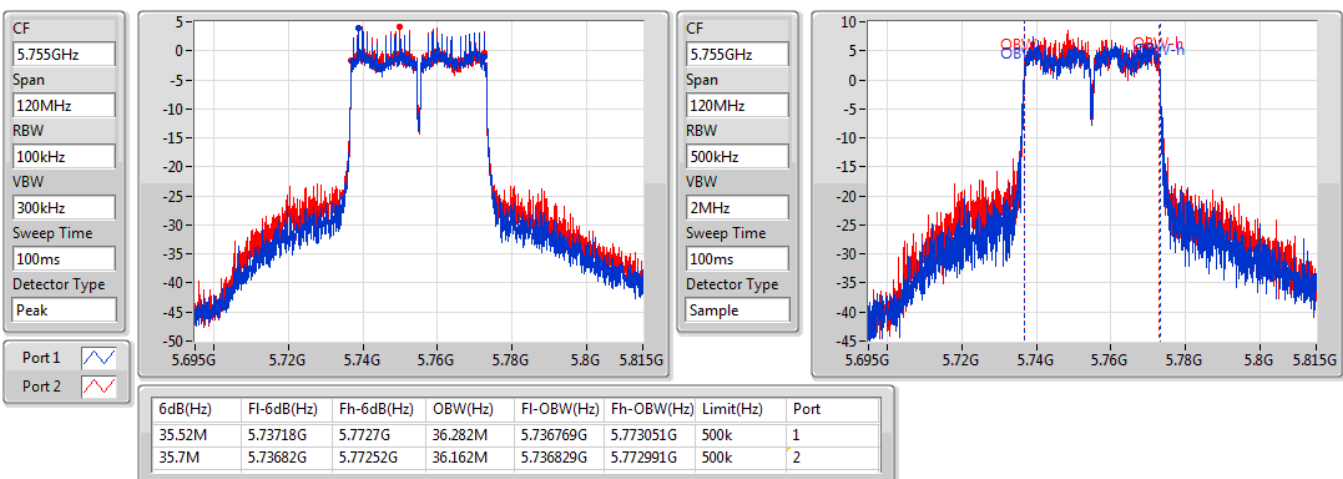 CF
5.755GHz
Span
120MHz
RBW
100kHz
VBW
300kHz
Sweep Time
100ms
Detector Type
Peak
Port 1
Port 2
5
0
-5
-10
-15
-20
-25
-30
-35
-40
-45
-50
5.695G 5.72G 5.74G 5.76G 5.78G 5.8G 5.815G
CF
5.755GHz
Span
120MHz
RBW
500kHz
VBW
2MHz
Sweep Time
100ms
Detector Type
Sample
10
5
0
-5
-10
-15
-20
-25
-30
-35
-40
-45
5.695G 5.72G 5.74G 5.76G 5.78G 5.8G 5.815G
OBW-h
6dB(Hz) Fl-6dB(Hz) Fh-6dB(Hz) OBW(Hz) Fl-OBW(Hz) Fh-OBW(Hz) Limit(Hz) Port
35.52M 5.73718G 5.7727G 36.282M 5.736769G 5.773051G 500k 1
35.7M 5.73682G 5.77252G 36.162M 5.736829G 5.772991G 500k 2